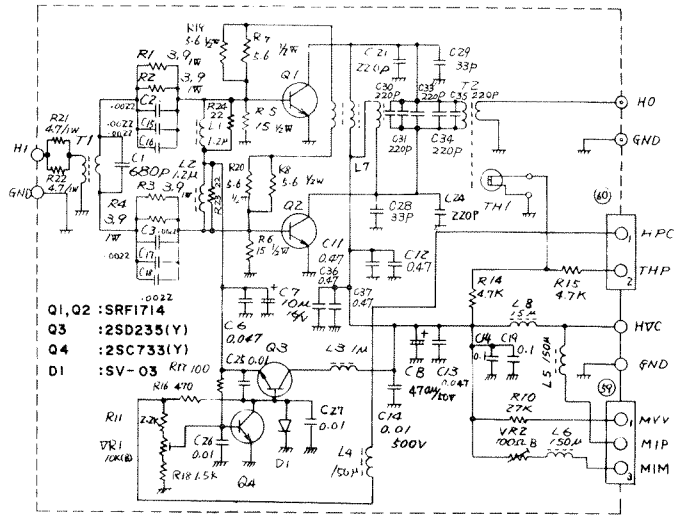 R19
5.6 ½W
R7
5.6 ½W
R1 3.9 1W
R2 3.9 1W
C2 .0022
C15 .0022
C16 .0022
R24 22
L1 1.2μ
R5
15 ½W
Q1
C21
220P
C29
33P
C30
220P
C33
220P
C35 220P
T2
C31
220P
C34
220P
L7
HO
GND
R21
4.7/1W
HI
R22
4.7/1W
GND
T1
C1
680P
L2
1.2μ
R23 22
R3 3.9 1W
R4
3.9
1W
C3 .0022
C17
C18
.0022
R20
5.6
½
R8
5.6 ½W
Q2
R6
15 ½W
C28
33P
C24
220P
TH1
C11
0.47
C36
0.47
C37
0.47
C12
0.47
60
1
HPC
2
THP
R14
4.7K
R15
4.7K
L8
15μ
HVC
C14
0.1
C19
0.1
L5 150μ
GND
59
R10
27K
1
MVV
VR2
100Ω B
L6
150μ
MIP
3
MIM
Q1,Q2 :SRF1714
Q3 :2SD235(Y)
Q4 :2SC733(Y)
D1 :SV-03
C6
0.047
C7
10μ
16V
C25 0.01
Q3
L3 1μ
C8
470μ
C13
0.047
C14
0.01
500V
R17 100
R16 470
R11
2.2K
VR1
10K(B)
R18 1.5K
C26
0.01
Q4
D1
C27
0.01
L4
150μ